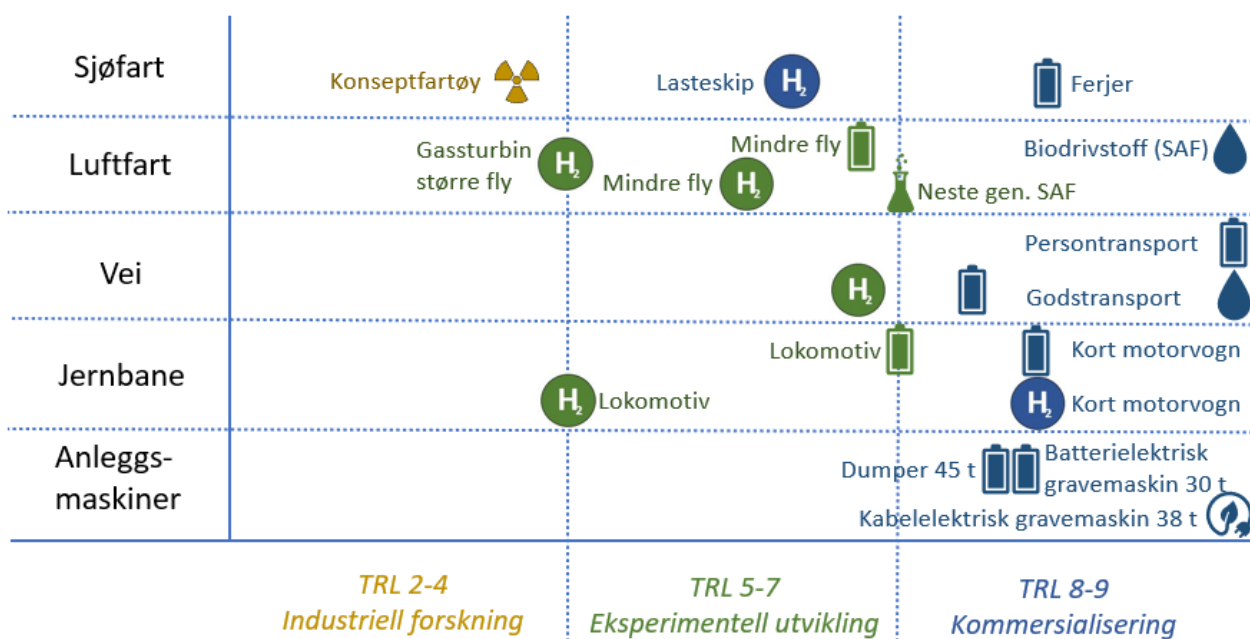 Sjøfart
Konseptfartøy
Lasteskip
H2
Ferjer
Luftfart
Gassturbin
større fly
H2
Mindre fly
H2
Mindre fly
Neste gen. SAF
Biodrivstoff (SAF)
Vei
H2
Persontransport
Godstransport
Jernbane
Lokomotiv
Kort motorvogn
H2
Lokomotiv
H2
Kort motorvogn
Anleggs-
maskiner
Dumper 45 t
Batterielektrisk
gravemaskin 30 t
Kabelelektrisk gravemaskin 38 t
TRL 2-4
Industriell forskning
TRL 5-7
Eksperimentell utvikling
TRL 8-9
Kommersialisering